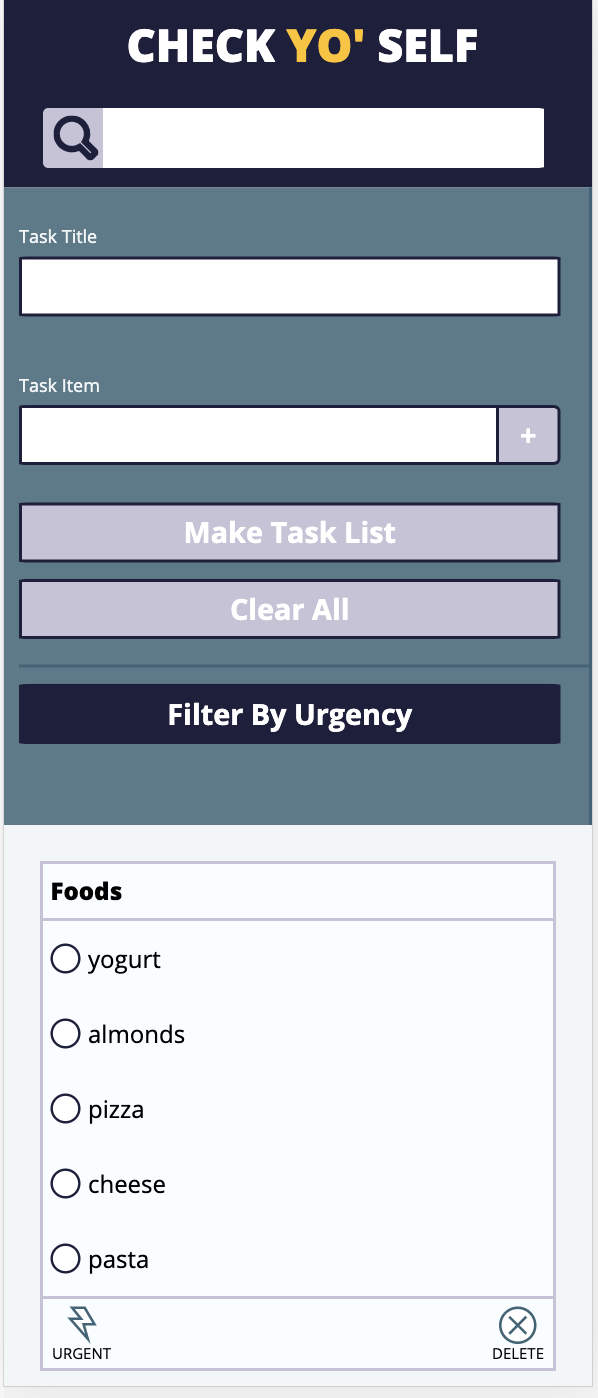 CHECK YO' SELF
Task Title
Task Item
+
Make Task List
Clear All
Filter By Urgency
Foods
yogurt
almonds
pizza
cheese
pasta
URGENT
DELETE